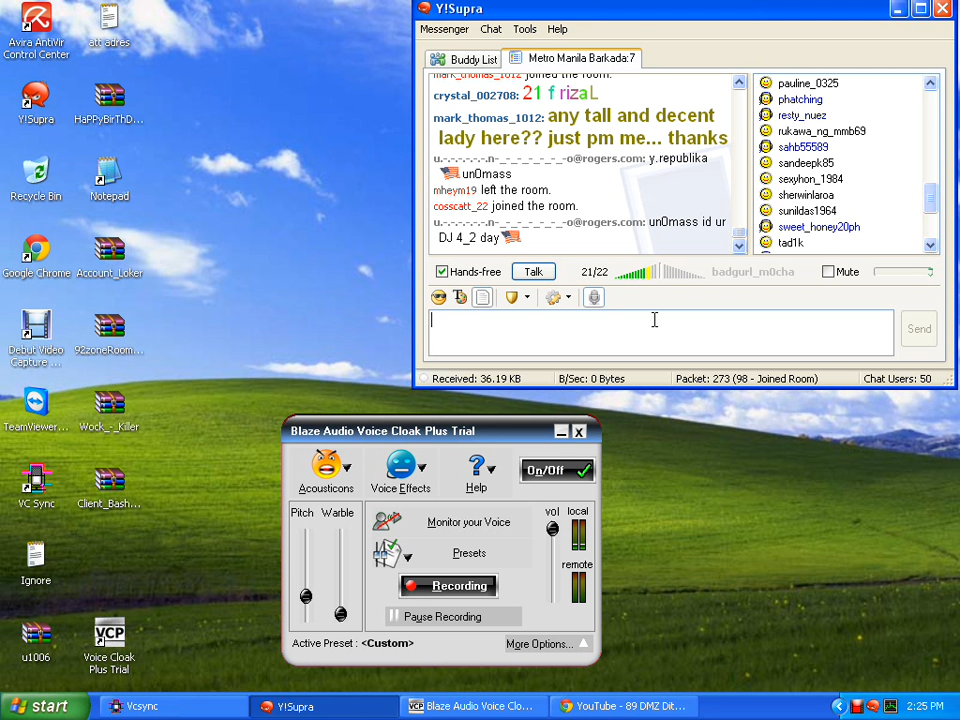 Avira AntiVir
Control Center
att adres
Y!Supra
HaPPyBirThD...
Recycle Bin
Notepad
Google Chrome
Account_Loker
Debut Video
Capture ...
92zoneRoom...
TeamViewer...
Wock_-_Killer
VC Sync
Client_Bash...
Ignore
u1006
VCP
Voice Cloak
Plus Trial
Y!Supra
Messenger Chat Tools Help
Buddy List
Metro Manila Barkada:7
mark_thomas_1012 joined the room.
crystal_002708: 21 f rizaL
mark_thomas_1012: any tall and decent
lady here?? just pm me... thanks
u.-.-.-.-.-.n-_-_-_-_-_-_-o@rogers.com: y.republika
un0mass
mheym19 left the room.
cosscatt_22 joined the room.
u.-.-.-.-.-.n-_-_-_-_-_-_-o@rogers.com: un0mass id ur
DJ 4_2 day
pauline_0325
phatching
resty_nuez
rukawa_ng_mmb69
sahb55589
sandeepk85
sexyhon_1984
sherwinlaroa
sunildas1964
sweet_honey20ph
tad1k
Hands-free Talk 21/22 badgurl_m0cha Mute
Send
Received: 36.19 KB B/Sec: 0 Bytes Packet: 273 (98 - Joined Room) Chat Users: 50
Blaze Audio Voice Cloak Plus Trial
Acousticons Voice Effects Help On/Off
Pitch Warble
Monitor your Voice
Presets
Recording
Pause Recording
vol local
remote
Active Preset : <Custom>
More Options...
start
Vcsync
Y!Supra
VCP Blaze Audio Voice Clo...
YouTube - 89 DMZ Dit...
2:25 PM